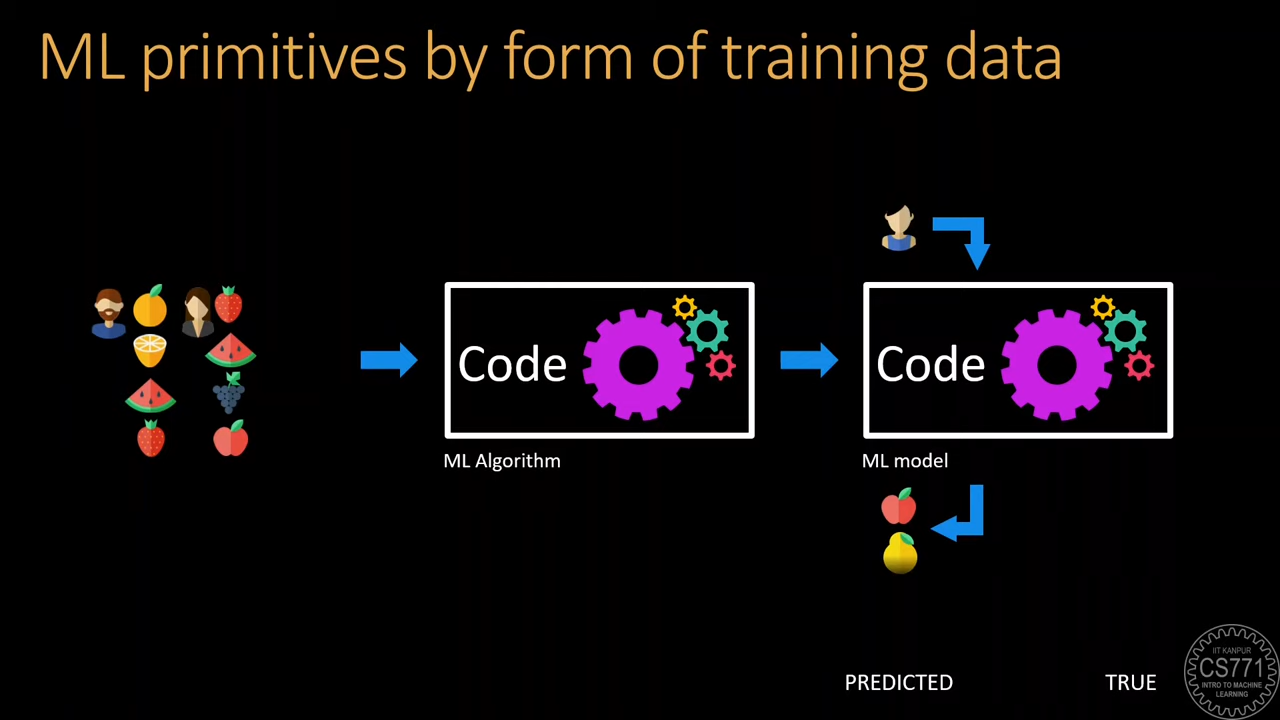 ML primitives by form of training data
Code
Code
ML Algorithm
ML model
PREDICTED
TRUE
IIT KANPUR
CS771
INTRO TO MACHINE
LEARNING